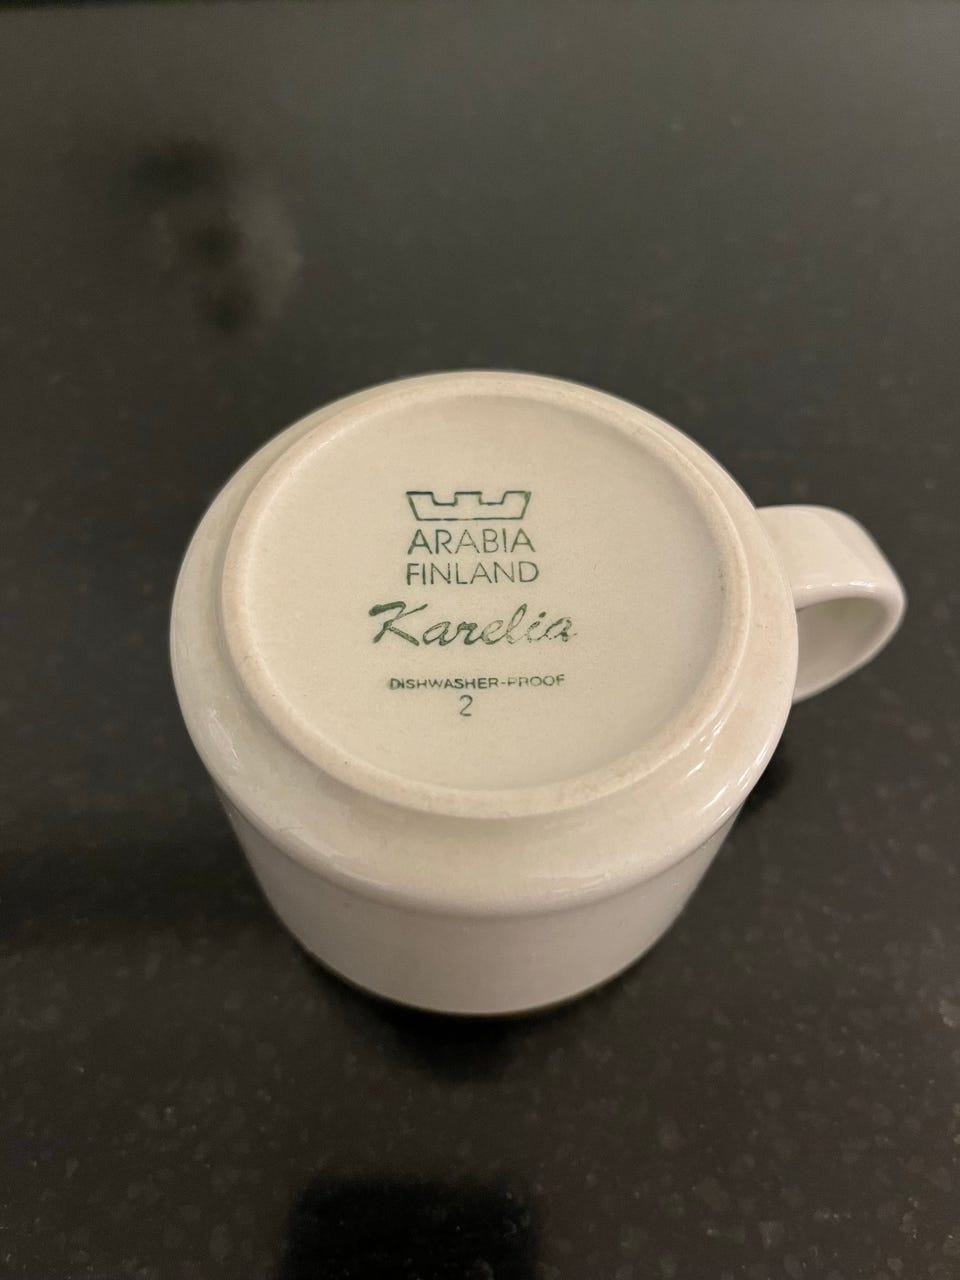 ARABIA
FINLAND
Karelia
DISHWASHER-PROOF
2